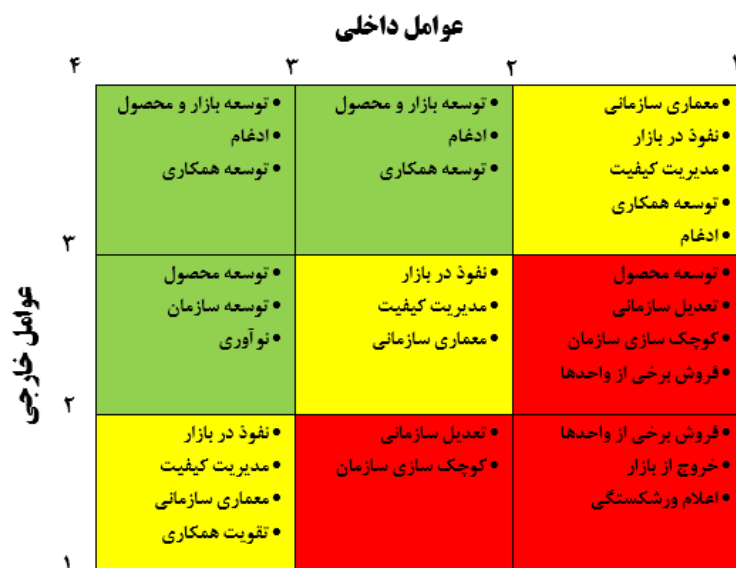 عوامل داخلی
۱ ۲ ۳ ۴
• معماری سازمانی
• نفوذ در بازار
• مدیریت کیفیت
• توسعه همکاری
• ادغام
• توسعه بازار و محصول
• ادغام
• توسعه همکاری
• توسعه بازار و محصول
• ادغام
• توسعه همکاری
۳
عوامل خارجی
• توسعه محصول
• تعدیل سازمانی
• کوچک سازی سازمان
• فروش برخی از واحدها
• نفوذ در بازار
• مدیریت کیفیت
• معماری سازمانی
• توسعه محصول
• توسعه سازمان
• نوآوری
۲
• فروش برخی از واحدها
• خروج از بازار
• اعلام ورشکستگی
• تعدیل سازمانی
• کوچک سازی سازمان
• نفوذ در بازار
• مدیریت کیفیت
• معماری سازمانی
• تقویت همکاری
۱